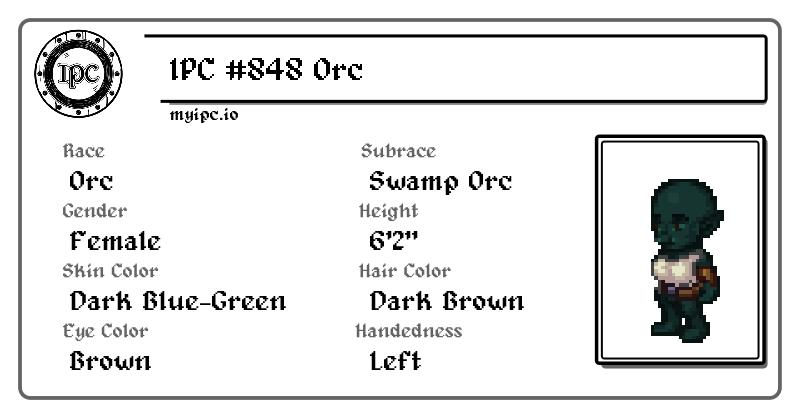 IPC
IPC #848 Orc
myipc.io
Race
Orc
Subrace
Swamp Orc
Gender
Female
Height
6'2"
Skin Color
Dark Blue-Green
Hair Color
Dark Brown
Eye Color
Brown
Handedness
Left